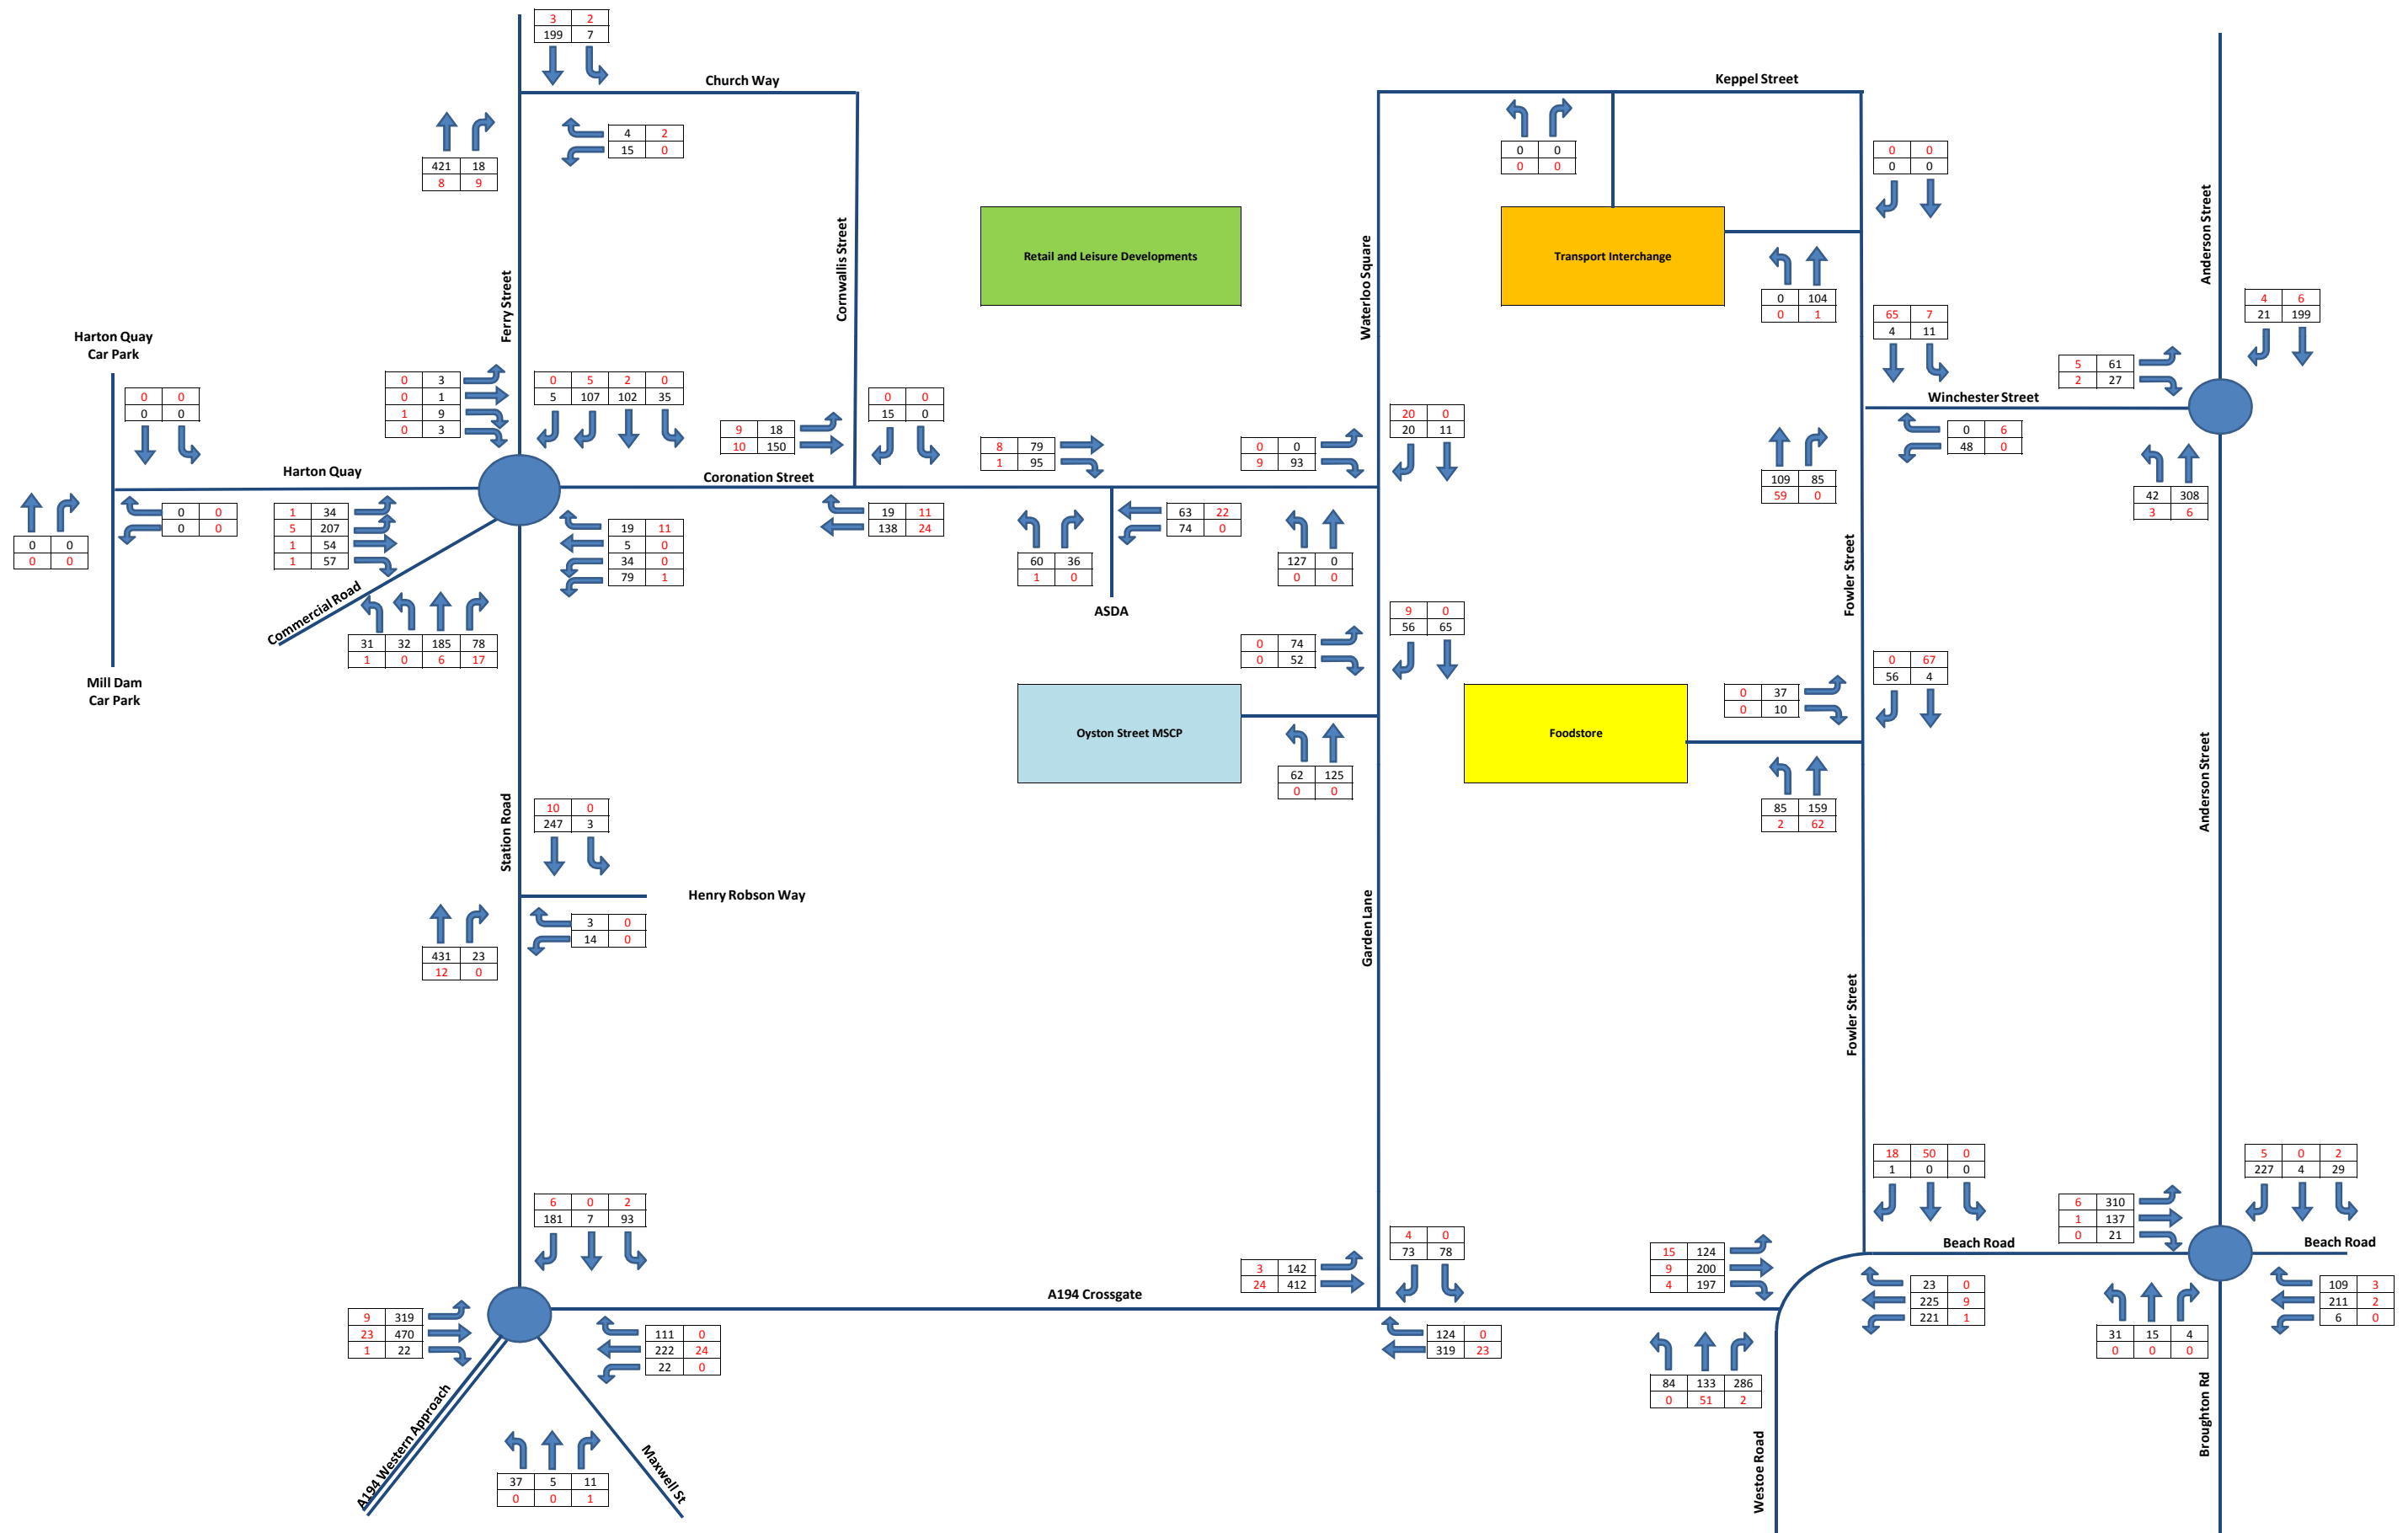 3 2
199 7
Church Way
Keppel Street
421 18
8 9
4 2
15 0
0 0
0 0
0 0
0 0
Ferry Street
Cornwallis Street
Retail and Leisure Developments
Waterloo Square
Transport Interchange
Anderson Street
0 104
0 1
65 7
4 11
4 6
21 199
Harton Quay
Car Park
0 0
0 0
0 3
0 1
1 9
0 3
0 5 2 0
5 107 102 35
9 18
10 150
0 0
15 0
8 79
1 95
0 0
9 93
20 0
20 11
5 61
2 27
Winchester Street
0 6
48 0
Harton Quay
Coronation Street
109 85
59 0
42 308
3 6
0 0
0 0
0 0
0 0
1 34
5 207
1 54
1 57
19 11
5 0
34 0
79 1
19 11
138 24
60 36
1 0
63 22
74 0
127 0
0 0
Fowler Street
Commercial Road
31 32 185 78
1 0 6 17
ASDA
9 0
56 65
0 74
0 52
0 67
56 4
0 37
0 10
Mill Dam
Car Park
Oyston Street MSCP
Foodstore
62 125
0 0
85 159
2 62
Station Road
Anderson Street
10 0
247 3
Henry Robson Way
3 0
14 0
431 23
12 0
Garden Lane
Fowler Street
18 50 0
1 0 0
5 0 2
227 4 29
6 0 2
181 7 93
6 310
1 137
0 21
4 0
73 78
3 142
24 412
15 124
9 200
4 197
Beach Road
Beach Road
A194 Crossgate
9 319
23 470
1 22
111 0
222 24
22 0
124 0
319 23
23 0
225 9
221 1
109 3
211 2
6 0
31 15 4
0 0 0
84 133 286
0 51 2
A194 Western Approach
37 5 11
0 0 1
Maxwell St
Westoe Road
Broughton Rd